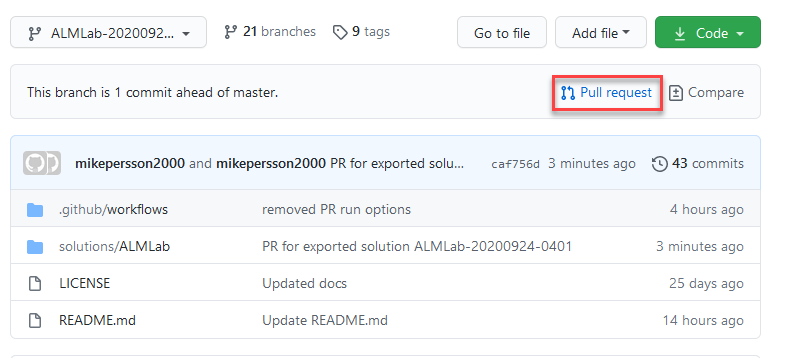 ALMLab-2020092... 21 branches 9 tags Go to file Add file Code
This branch is 1 commit ahead of master. Pull request Compare
mikepersson2000 and mikepersson2000 PR for exported solu... caf756d 3 minutes ago 43 commits
.github/workflows removed PR run options 4 hours ago
solutions/ALMLab PR for exported solution ALMLab-20200924-0401 3 minutes ago
LICENSE Updated docs 25 days ago
README.md Update README.md 14 hours ago